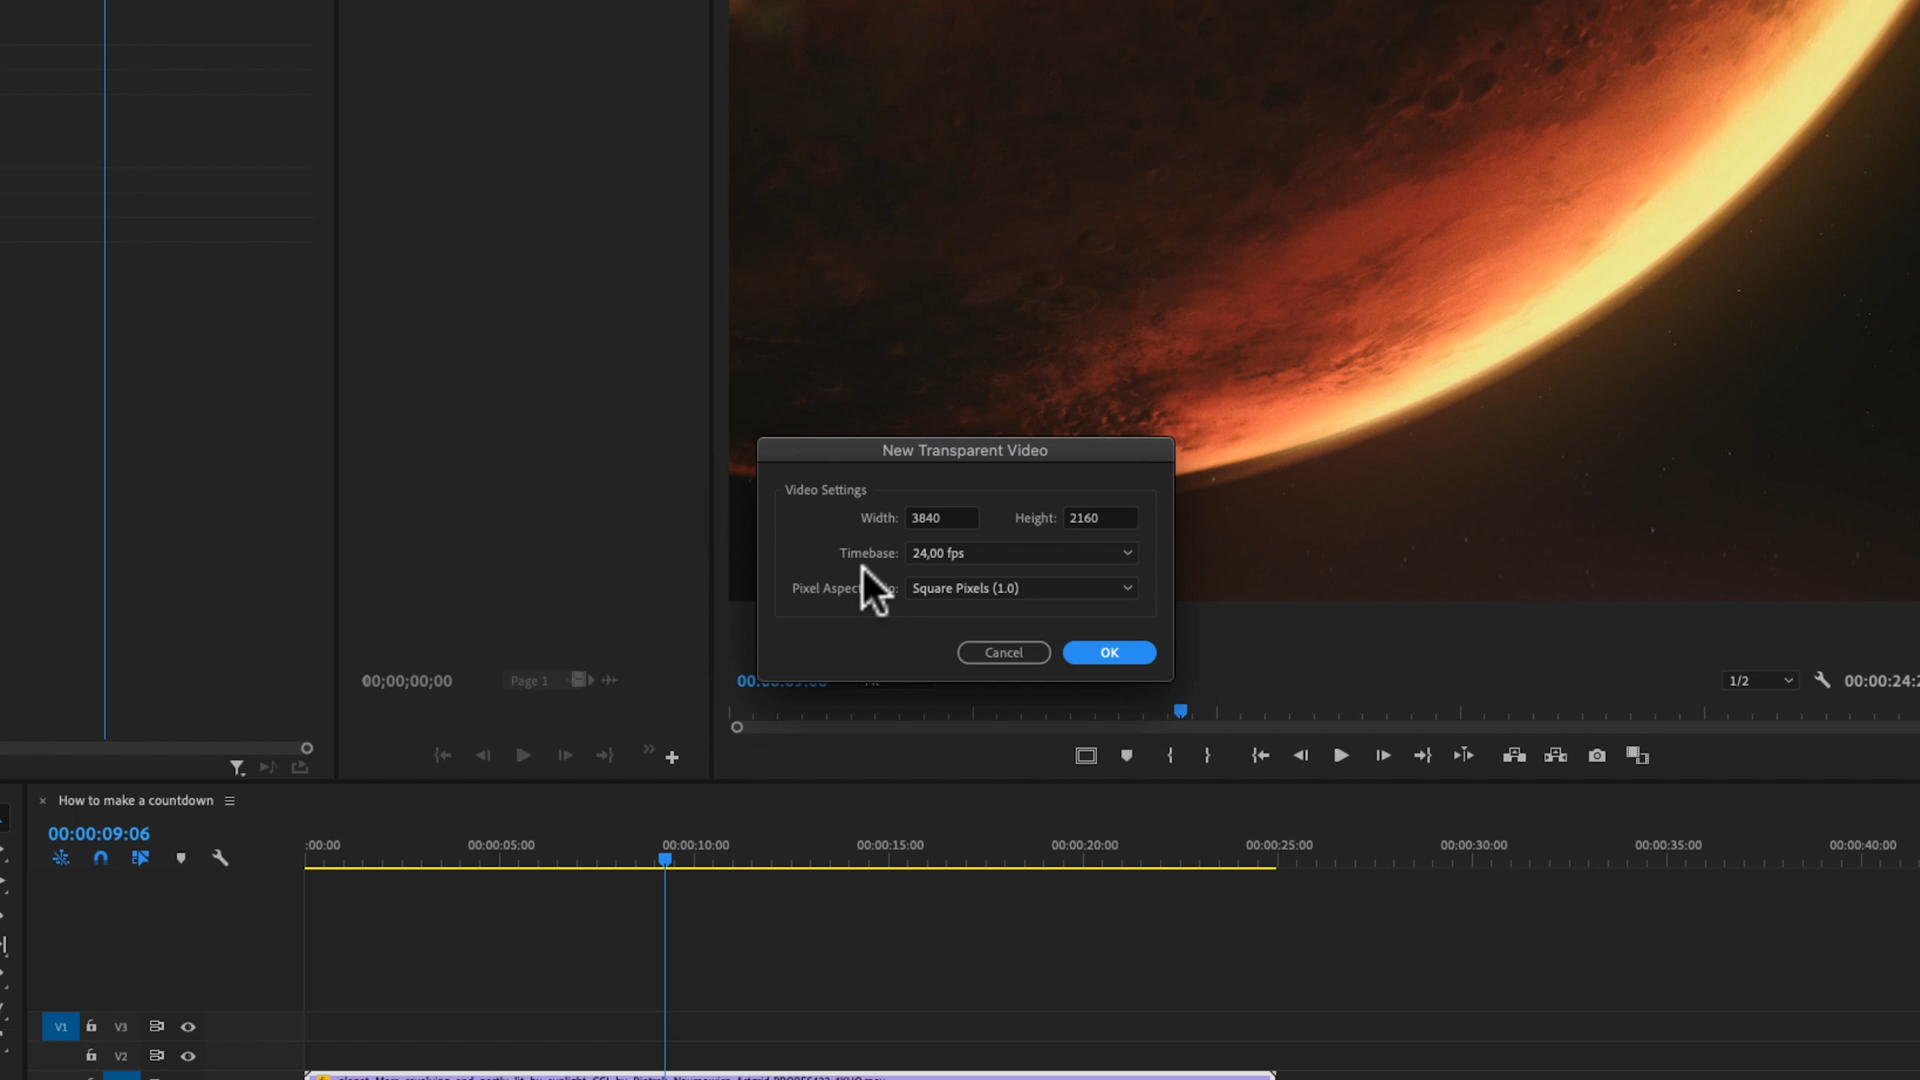 New Transparent Video
Video Settings
Width: 3840 Height: 2160
Timebase: 24,00 fps
Pixel Aspect o: Square Pixels (1.0)
Cancel OK
00;00;00;00 Page 1
1/2 00:00:24:2
× How to make a countdown
00:00:09:06
:00:00 00:00:05:00 00:00:10:00 00:00:15:00 00:00:20:00 00:00:25:00 00:00:30:00 00:00:35:00 00:00:40:00
V1 V3
V2